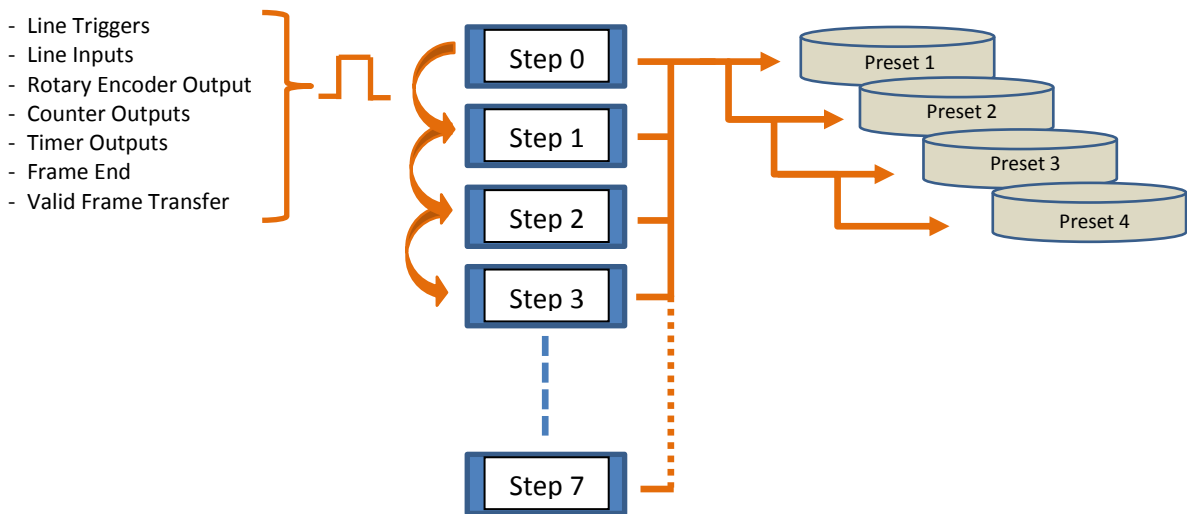 - Line Triggers
- Line Inputs
- Rotary Encoder Output
- Counter Outputs
- Timer Outputs
- Frame End
- Valid Frame Transfer
Step 0
Step 1
Step 2
Step 3
Step 7
Preset 1
Preset 2
Preset 3
Preset 4